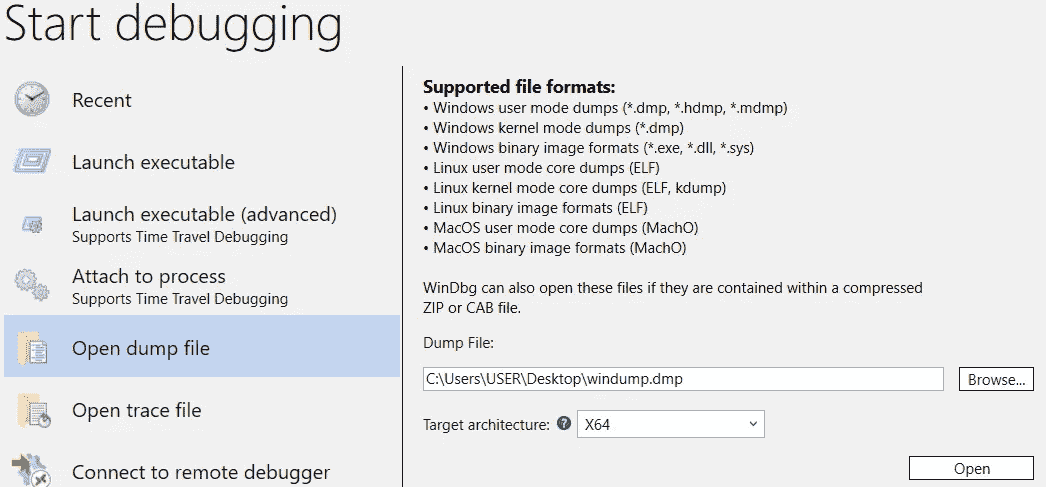 Start debugging
Recent
Launch executable
Launch executable (advanced)
Supports Time Travel Debugging
Attach to process
Supports Time Travel Debugging
Open dump file
Open trace file
Connect to remote debugger
Supported file formats:
• Windows user mode dumps (*.dmp, *.hdmp, *.mdmp)
• Windows kernel mode dumps (*.dmp)
• Windows binary image formats (*.exe, *.dll, *.sys)
• Linux user mode core dumps (ELF)
• Linux kernel mode core dumps (ELF, kdump)
• Linux binary image formats (ELF)
• MacOS user mode core dumps (MachO)
• MacOS binary image formats (MachO)
WinDbg can also open these files if they are contained within a compressed
ZIP or CAB file.
Dump File:
C:\Users\USER\Desktop\windump.dmp
Browse...
Target architecture: ? X64
Open